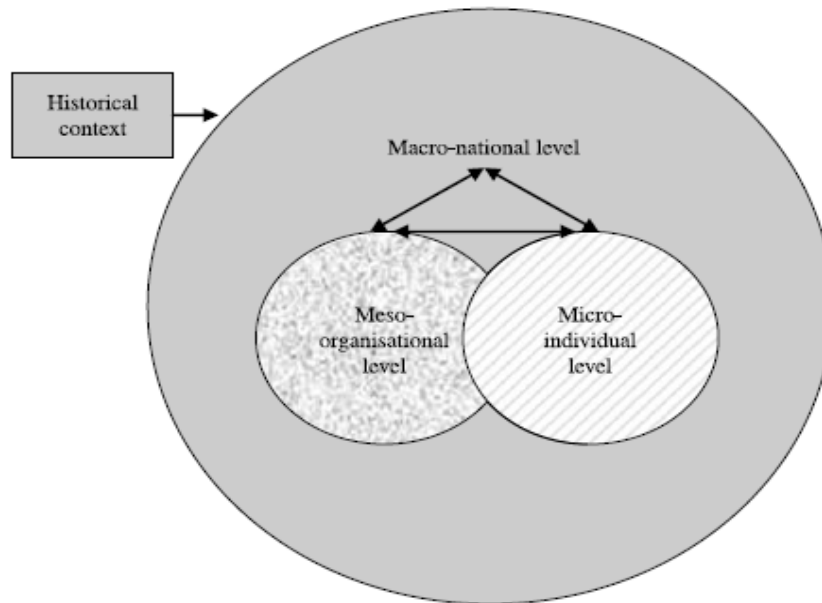 Historical
context
Macro-national level
Meso-
organisational
level
Micro-
individual
level